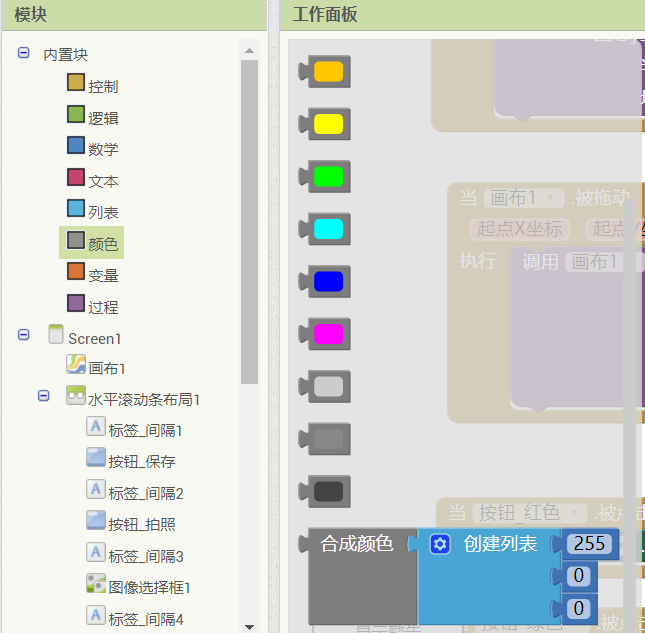 模块
工作面板
内置块
控制
逻辑
数学
文本
列表
颜色
变量
过程
Screen1
画布1
水平滚动条布局1
标签_间隔1
按钮_保存
标签_间隔2
按钮_拍照
标签_间隔3
图像选择框1
标签_间隔4
当 画布1 .被拖动
起点X坐标 起点
执行 调用 画布1
当 按钮_红色 .被点
合成颜色 创建列表 255
0
0